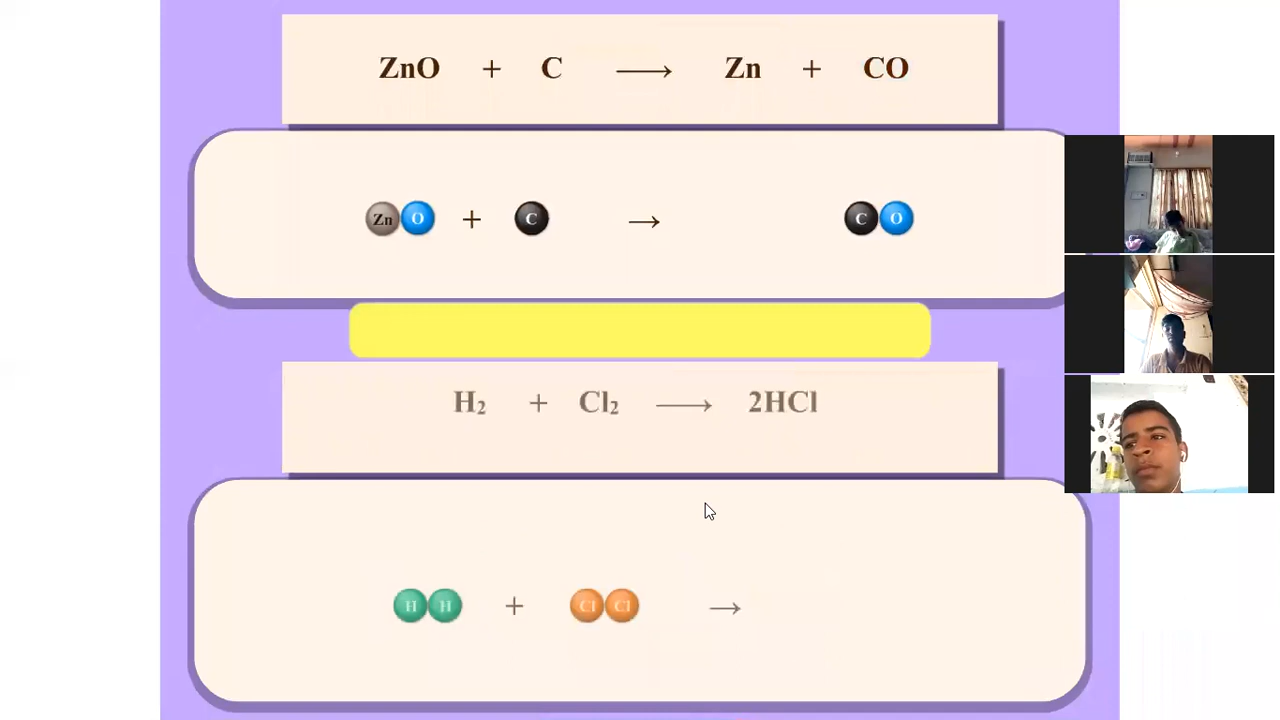 ZnO + C ⟶ Zn + CO
Zn O + C → C O
H₂ + Cl₂ ⟶ 2HCl
H H + Cl Cl →